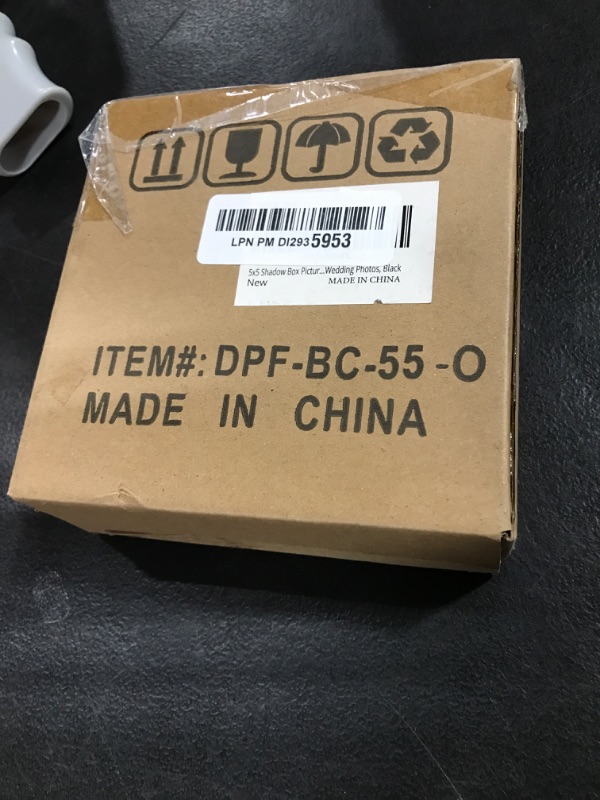 LPN PM DI2935953
5x5 Shadow Box Pictur...Wedding Photos, Black
New MADE IN CHINA
ITEM#: DPF-BC-55-O
MADE IN CHINA